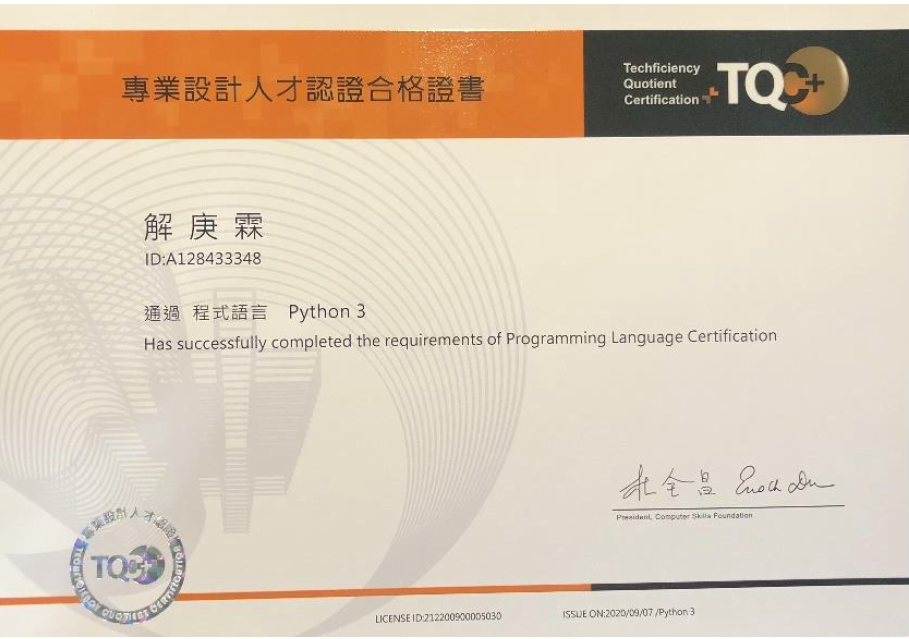 專業設計人才認證合格證書
Techficiency
Quotient
Certification
TQC+
解庚霖
ID:A128433348
通過 程式語言 Python 3
Has successfully completed the requirements of Programming Language Certification
杜全昌 Enoch Du
President, Computer Skills Foundation
專業設計人才認證
TQC+
TECHFICIENCY QUOTIENT CERTIFICATION
LICENSE ID:212200900005030
ISSUE ON:2020/09/07 /Python 3